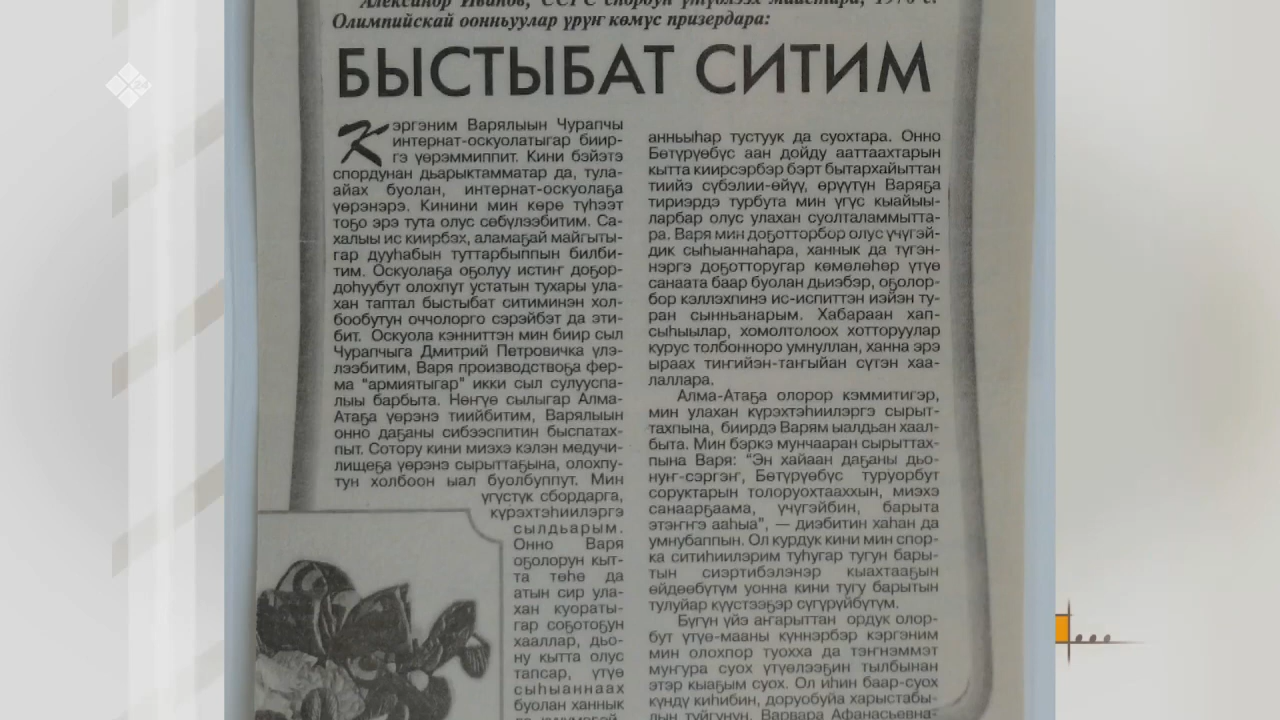 Александр Иванов, ССРС спордун үтүөлээх маастара, 1976 с.
Олимпийскай оонньуулар үрүҥ көмүс призердара:
БЫСТЫБАТ СИТИМ
Кэргэним Варялыын Чурапчы
интернат-оскуолатыгар биир-
гэ үөрэммиппит. Кини бэйэтэ
спордунан дьарыктамматар да, тула-
айах буолан, интернат-оскуолаҕа
үөрэнэрэ. Кинини мин көрө түһээт
тоҕо эрэ тута олус сөбүлээбитим. Са-
халыы ис киирбэх, аламаҕай майгыты-
гар дууһабын туттарбыппын билби-
тим. Оскуолаҕа оҕолуу истиҥ доҕор-
доһуубут олохпут устатын тухары ула-
хан таптал быстыбат ситиминэн хол-
бообутун оччолорго сэрэйбэт да эти-
бит. Оскуола кэнниттэн мин биир сыл
Чурапчыга Дмитрий Петровичка үлэ-
лээбитим, Варя производствоҕа фер-
ма "армиятыгар" икки сыл сулууспа-
лыы барбыта. Нөҥүө сылыгар Алма-
Атаҕа үөрэнэ тиийбитим, Варялыын
онно даҕаны сибээспитин быспатах-
пыт. Сотору кини миэхэ кэлэн медучи-
лищеҕа үөрэнэ сырыттаҕына, олохпу-
тун холбоон ыал буолбуппут. Мин
үгүстүк сбордарга,
күрэхтэһиилэргэ
сылдьарым.
Онно Варя
оҕолорун кыт-
та төһө да
атын сир ула-
хан куораты-
гар соҕотоҕун
хааллар, дьо-
ну кытта олус
тапсар, үтүө
сыһыаннаах
буолан ханнык
анньыһар тустуук да суохтара. Онно
Бөтүрүөбүс аан дойду ааттаахтарын
кытта киирсэрбэр бэрт бытархайыттан
тиийэ сүбэлии-өйүү, өрүүтүн Варяҕа
тириэрдэ турбута мин үгүс кыайыы-
ларбар олус улахан суолталаммытта-
ра. Варя мин доҕотторбор олус үчүгэй-
дик сыһыаннаһара, ханнык да түгэн-
нэргэ доҕотторугар көмөлөһөр үтүө
санаата баар буолан дьиэбэр, оҕолор-
бор кэллэхпинэ ис-испиттэн иэйэн ту-
ран сынньанарым. Хабараан хап-
сыһыылар, хомолтолоох хотторуулар
курус толбонноро умнуллан, ханна эрэ
ыраах тиҥийэн-таҥыйан сүтэн хаа-
лаллара.
Алма-Атаҕа олорор кэммитигэр,
мин улахан күрэхтэһиилэргэ сырыт-
тахпына, биирдэ Варям ыалдьан хаал-
быта. Мин бэркэ мунчааран сырыттах-
пына Варя: "Эн хайаан даҕаны дьо-
нуҥ-сэргэҥ, Бөтүрүөбүс туруорбут
соруктарын толоруохтааххын, миэхэ
санаарҕаама, үчүгэйбин, барыта
этэҥҥэ ааһыа", — диэбитин хаһан да
умнубаппын. Ол курдук кини мин спор-
ка ситиһиилэрим туһугар тугун бары-
тын сиэртибэлэнэр кыахтааҕын
өйдөөбүтүм уонна кини тугу барытын
тулуйар күүстээҕэр сүгүрүйбүтүм.
Бүгүн үйэ аҥарыттан ордук олор-
бут үтүө-мааны күннэрбэр кэргэним
мин олохпор туохха да тэҥнэммэт
муҥура суох үтүөлээҕин тылбынан
этэр кыаҕым суох. Ол иһин баар-суох
күндү киһибин, доруобуйа харыстабы-
лын туйгунун, Варвара Афанасьевна-